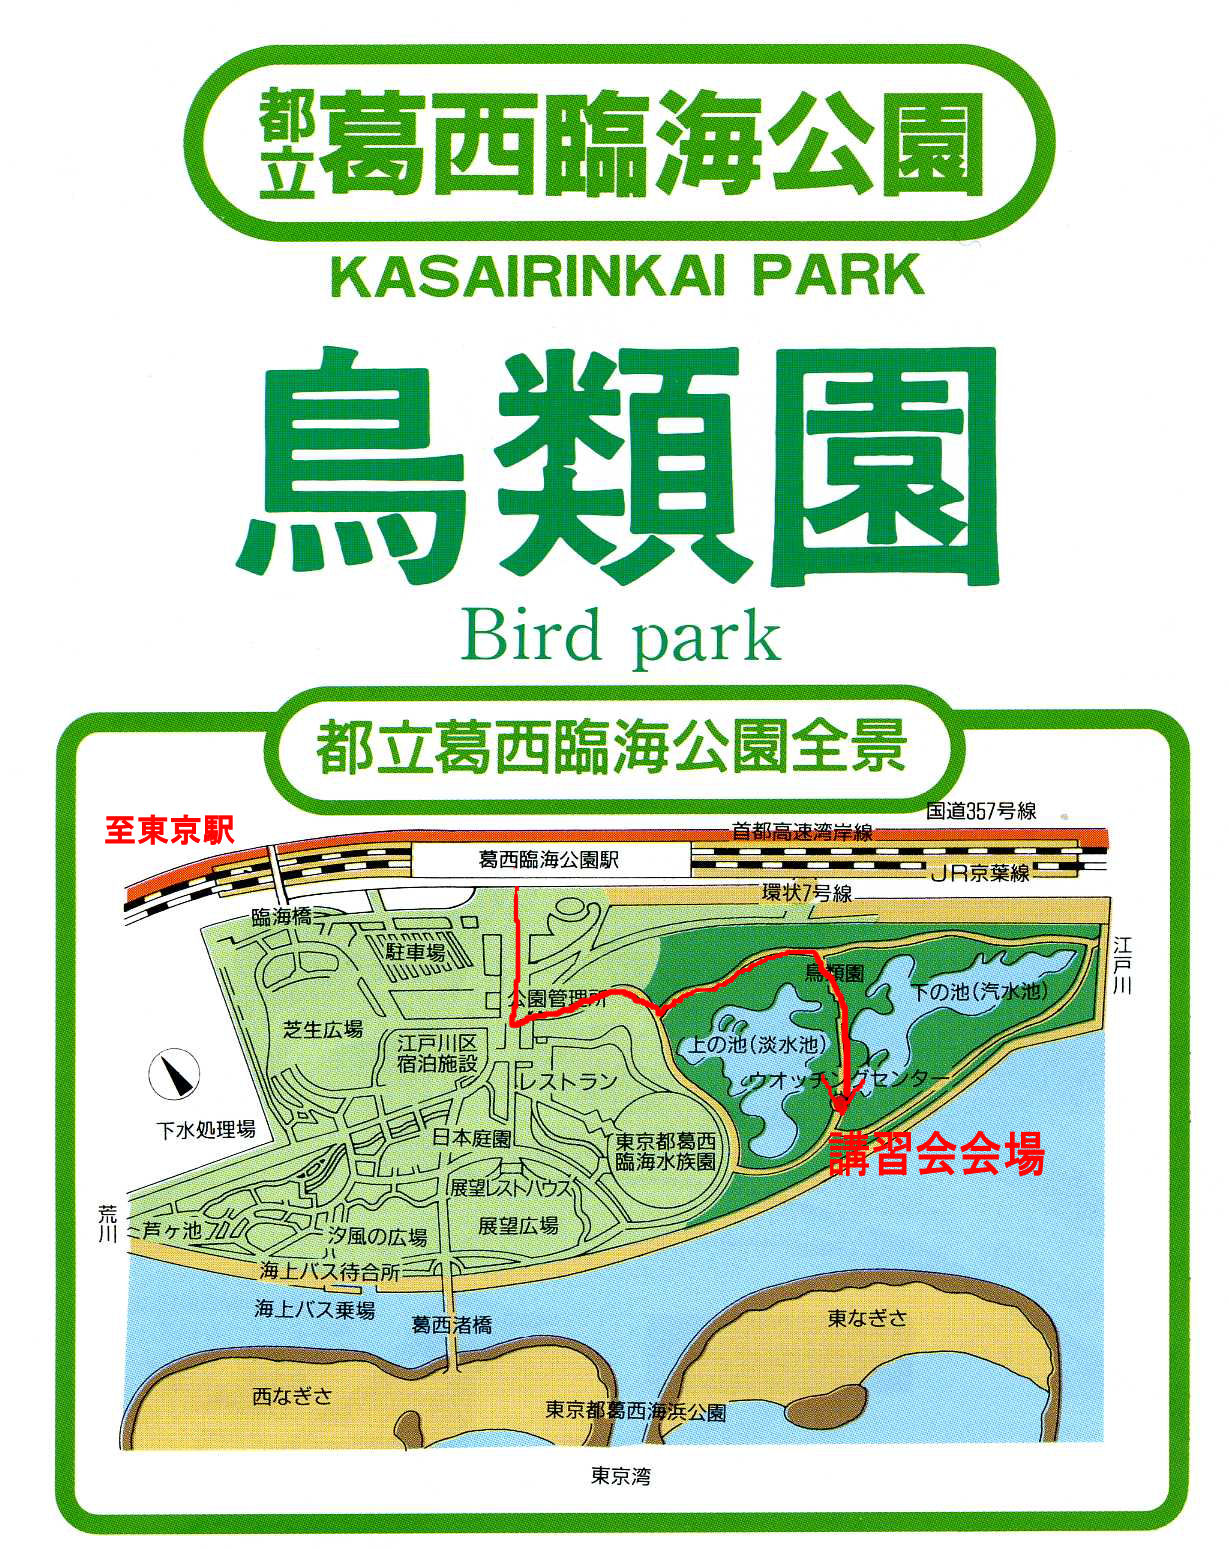 都立葛西臨海公園
KASAIRINKAI PARK
鳥類園
Bird park
都立葛西臨海公園全景
国道357号線
至東京駅
首都高速湾岸線
葛西臨海公園駅
JR京葉線
環状7号線
臨海橋
駐車場
江戸川
鳥類園
公園管理所
下の池(汽水池)
芝生広場
江戸川区
宿泊施設
上の池(淡水池)
レストラン
ウオッチングセンター
下水処理場
日本庭園
東京都葛西
臨海水族園
講習会会場
展望レストハウス
荒川
芦ヶ池
汐風の広場
展望広場
海上バス待合所
海上バス乗場
葛西渚橋
東なぎさ
西なぎさ
東京都葛西海浜公園
東京湾